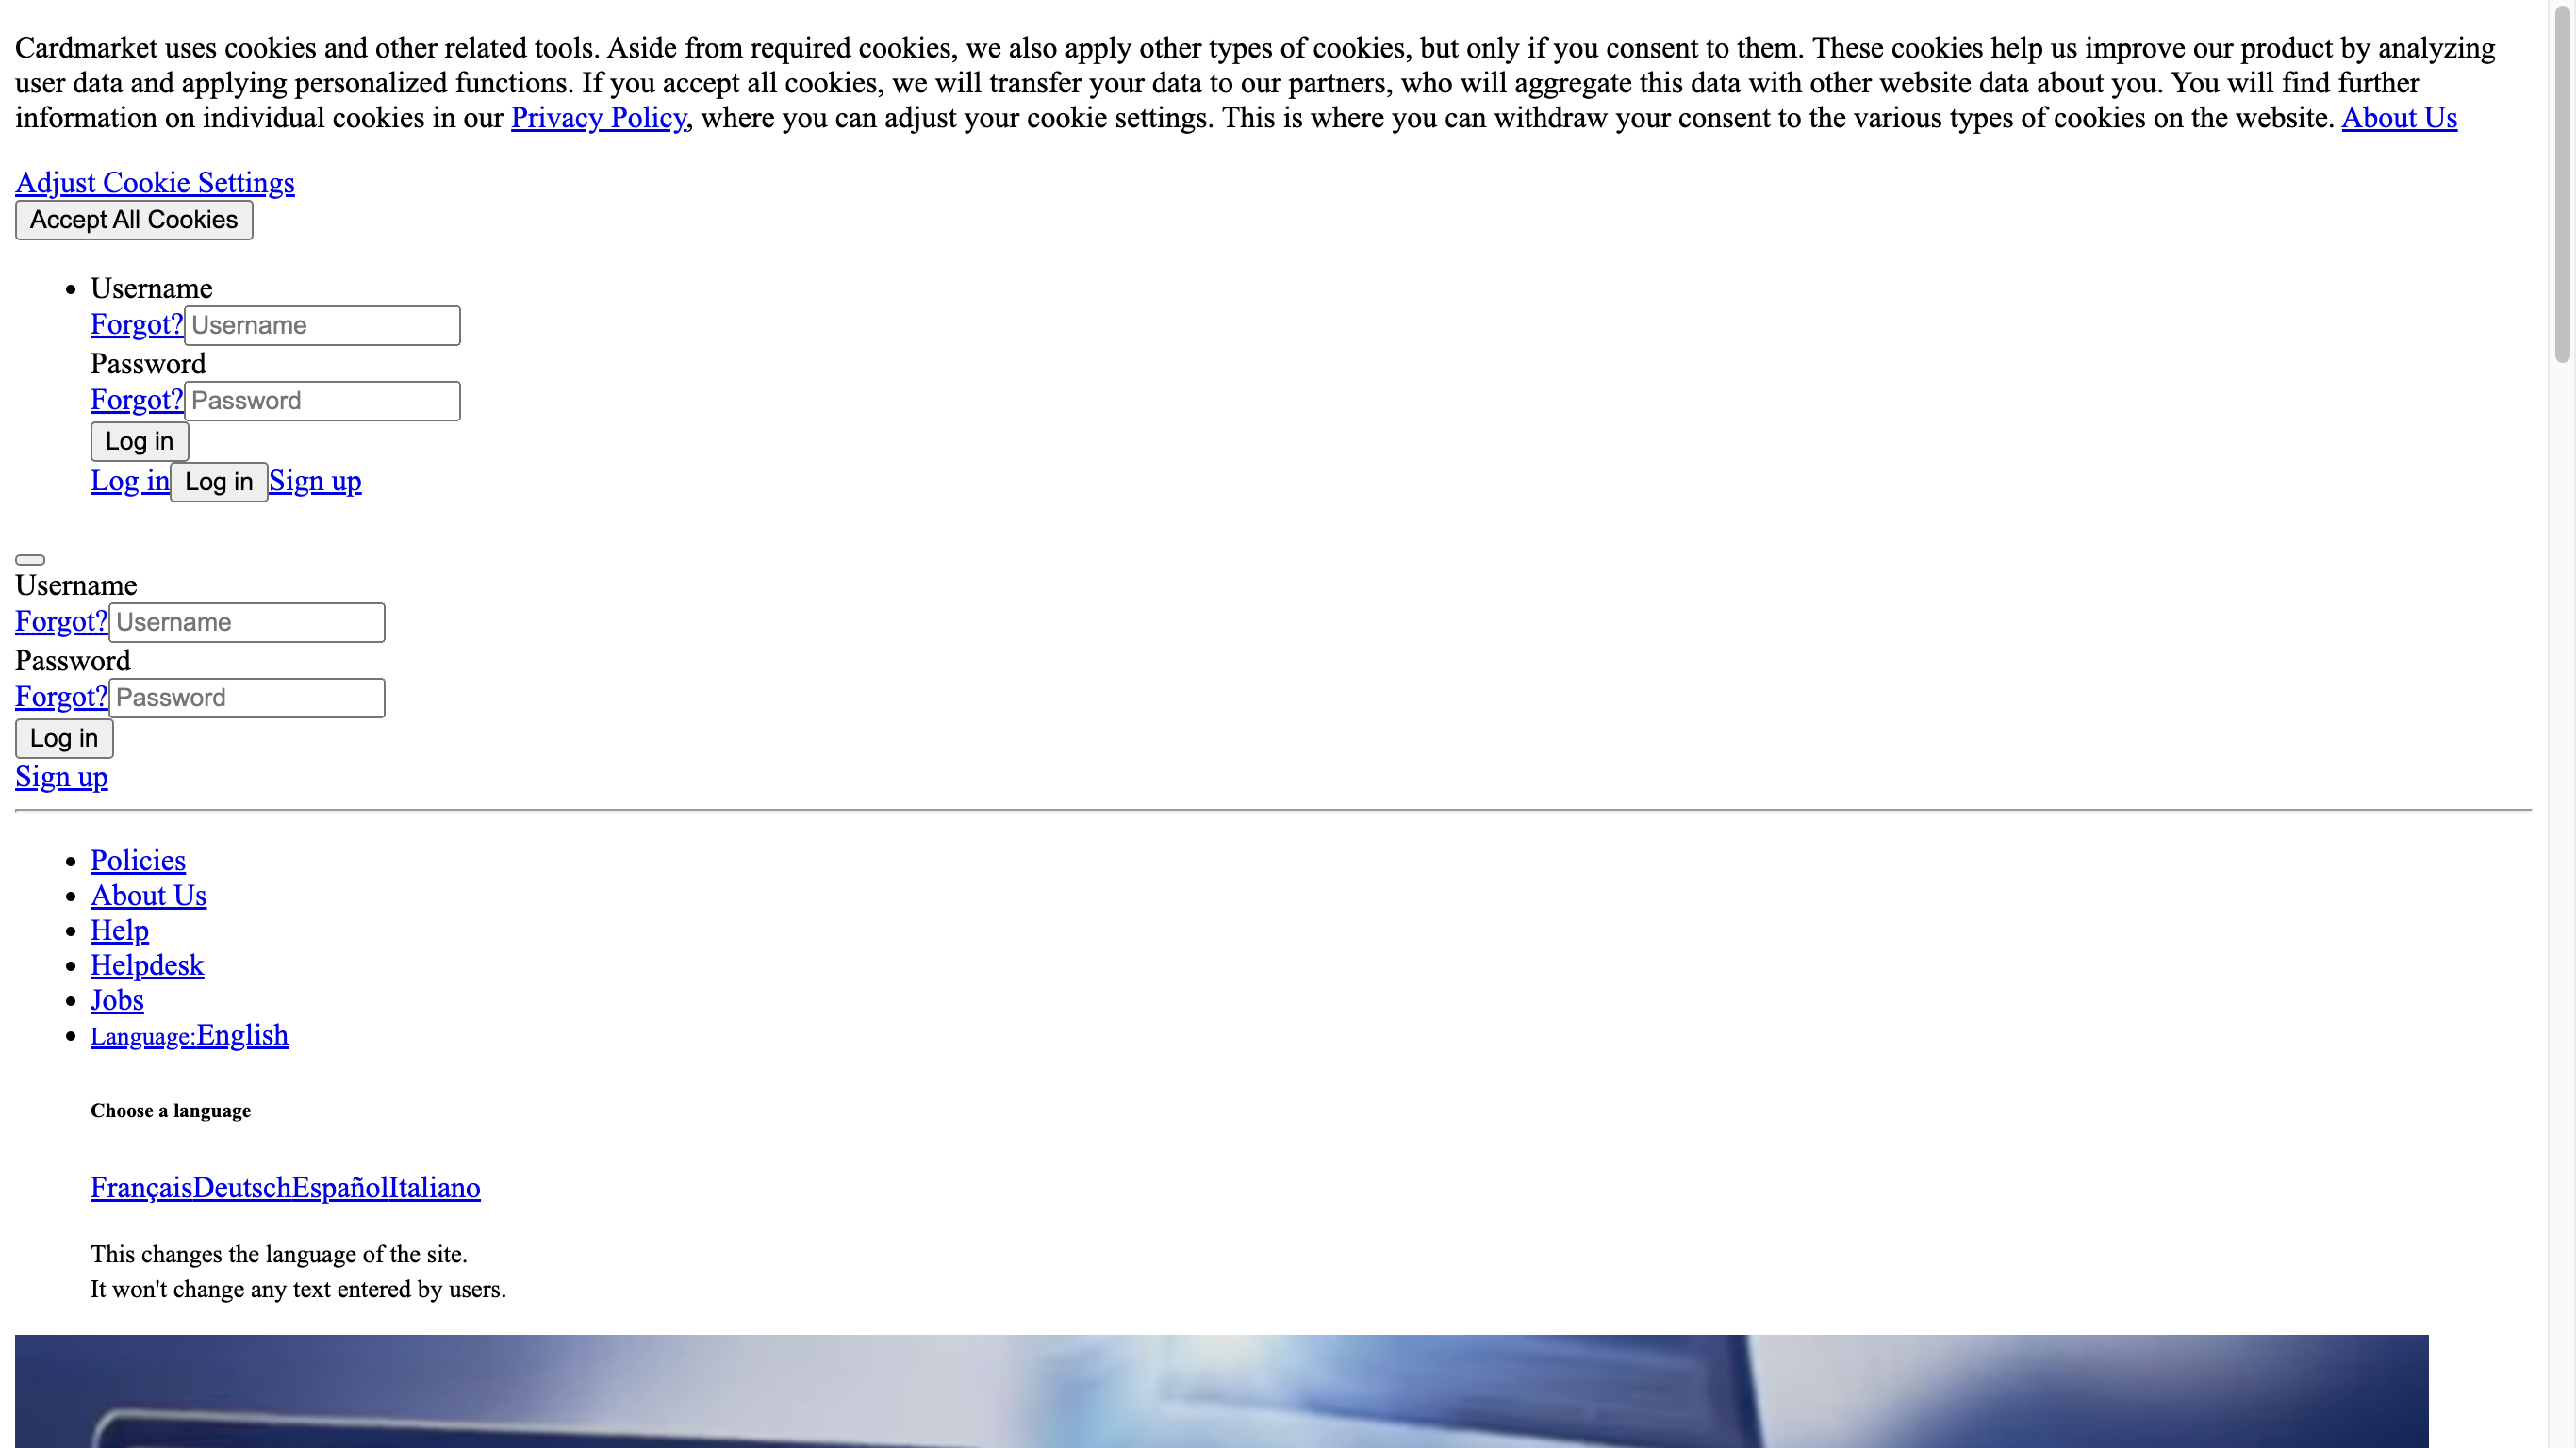 Cardmarket uses cookies and other related tools. Aside from required cookies, we also apply other types of cookies, but only if you consent to them. These cookies help us improve our product by analyzing
user data and applying personalized functions. If you accept all cookies, we will transfer your data to our partners, who will aggregate this data with other website data about you. You will find further
information on individual cookies in our Privacy Policy, where you can adjust your cookie settings. This is where you can withdraw your consent to the various types of cookies on the website. About Us
Adjust Cookie Settings
Accept All Cookies
Username
Forgot? Username
Password
Forgot? Password
Log in
Log in Log in Sign up
Username
Forgot? Username
Password
Forgot? Password
Log in
Sign up
Policies
About Us
Help
Helpdesk
Jobs
Language:English
Choose a language
FrançaisDeutschEspañolItaliano
This changes the language of the site.
It won't change any text entered by users.